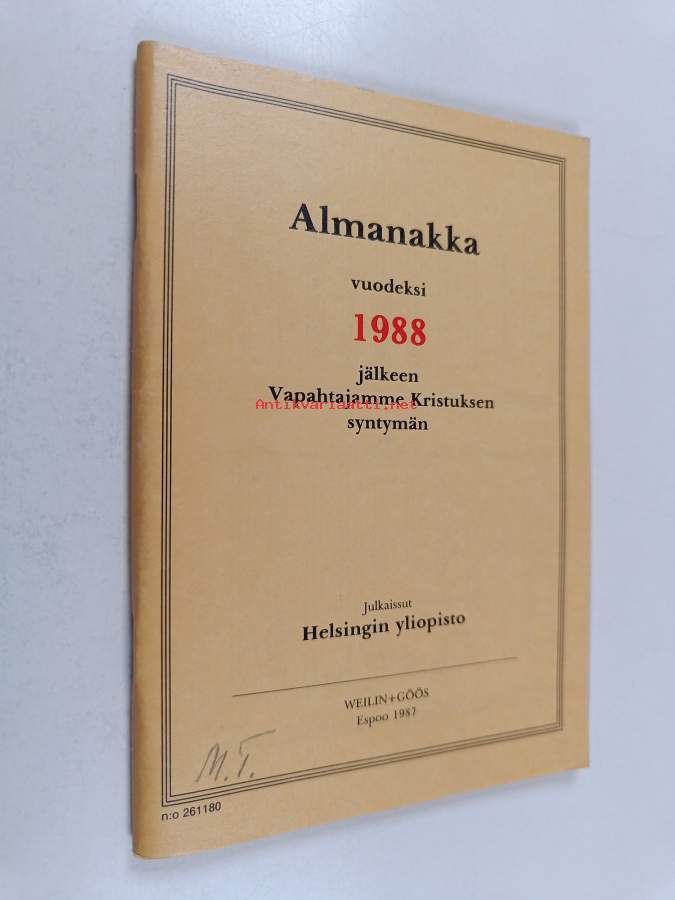 Almanakka
vuodeksi
1988
jälkeen
Vapahtajamme Kristuksen
Antikvariaatti.net
syntymän
Julkaissut
Helsingin yliopisto
WEILIN+GÖÖS
Espoo 1987
M.T.
n:o 261180